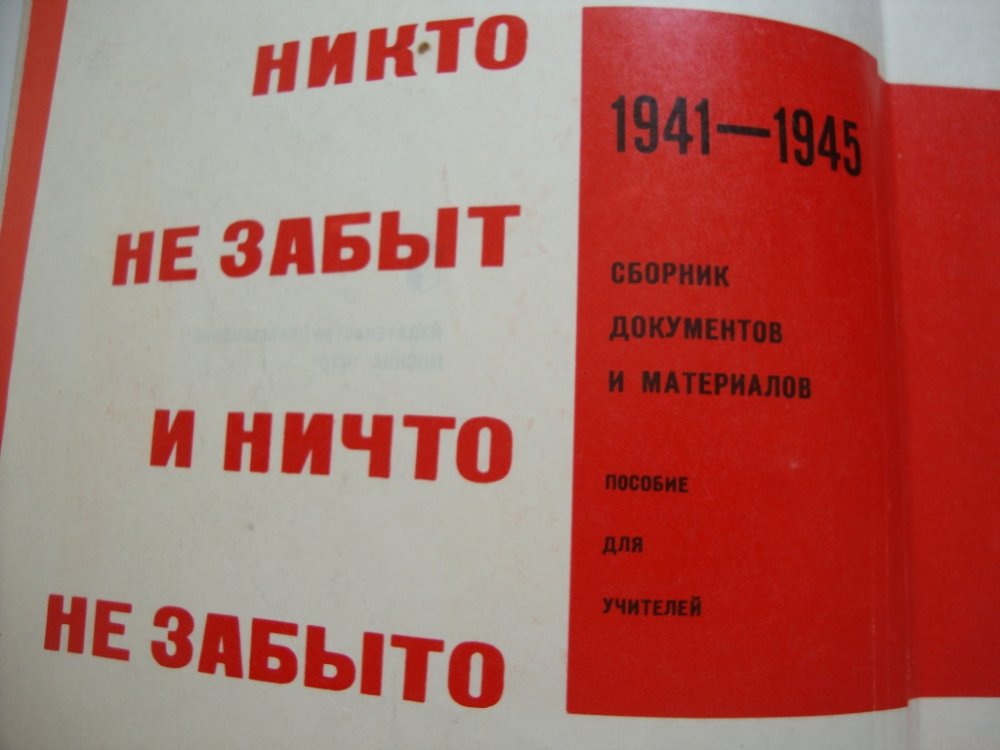 НИКТО
НЕ ЗАБЫТ
И НИЧТО
НЕ ЗАБЫТО
1941—1945
СБОРНИК
ДОКУМЕНТОВ
И МАТЕРИАЛОВ
ПОСОБИЕ
ДЛЯ
УЧИТЕЛЕЙ